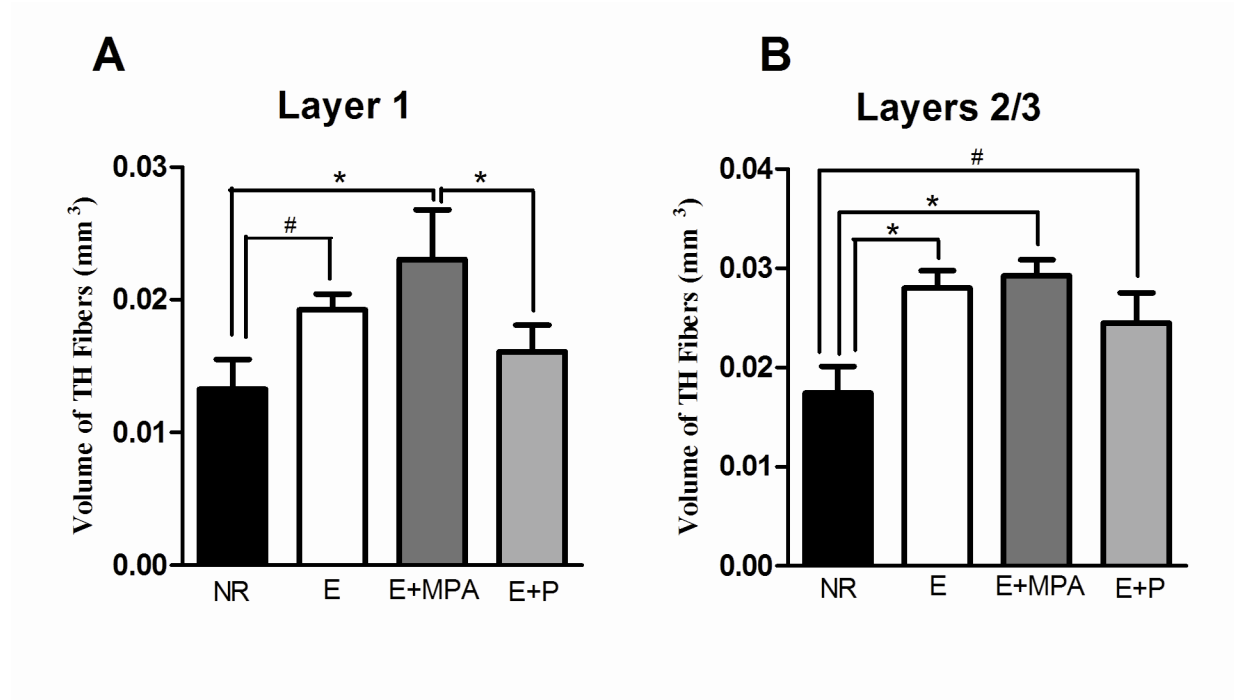 A
Layer 1
Volume of TH Fibers (mm ³)
0.03
0.02
0.01
0.00
*
*
#
NR E E+MPA E+P
B
Layers 2/3
Volume of TH Fibers (mm ³)
0.04
0.03
0.02
0.01
0.00
#
*
*
NR E E+MPA E+P